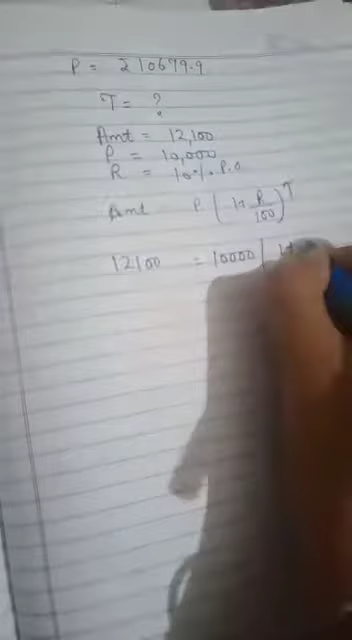 P = 210679.9
T = ?
Amt = 12,100
P = 10,000
R = 10% P.a
Amt P (1+ R/100)^T
12100 = 10000 ( 1+